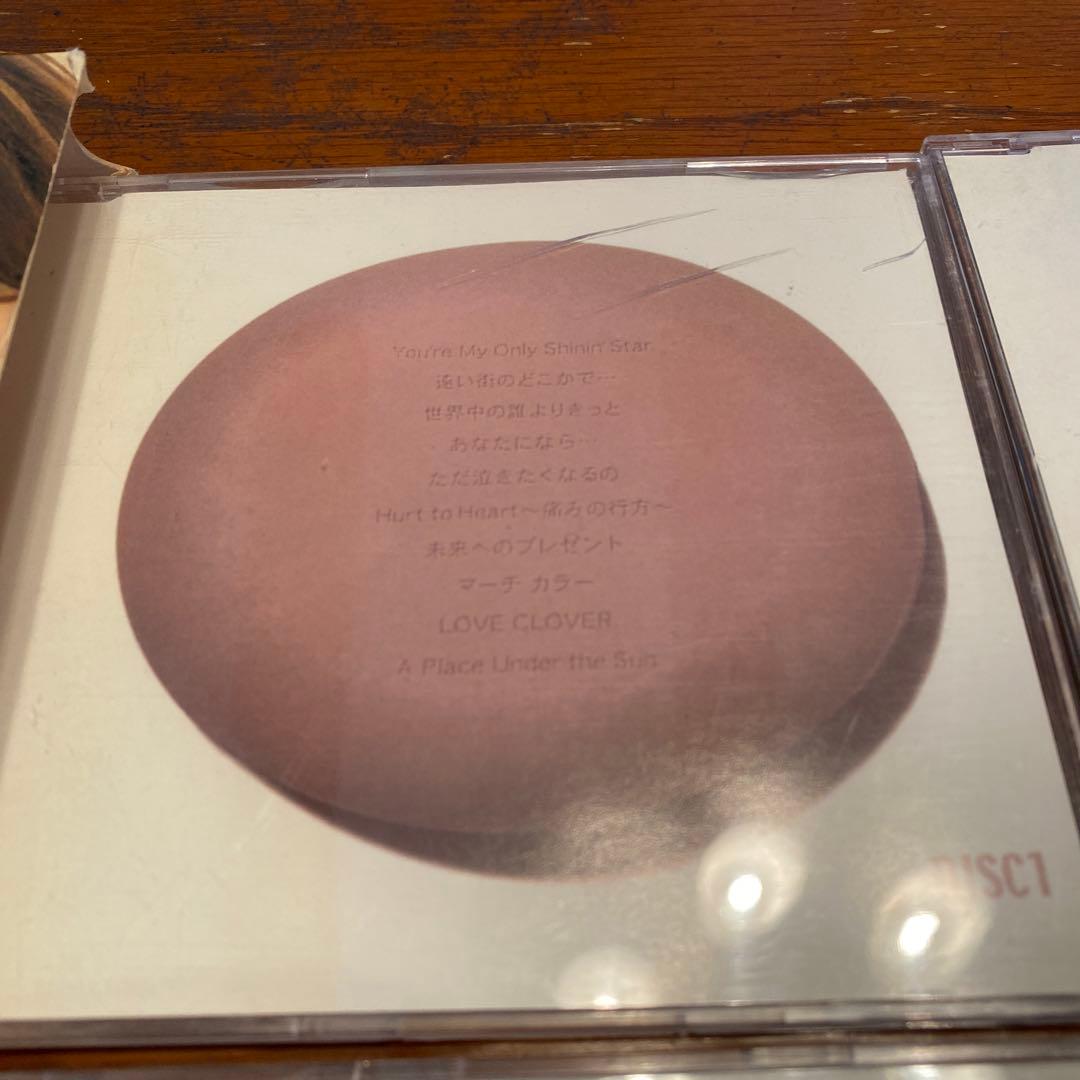 You're My Only Shinin' Star
遠い街のどこかで…
世界中の誰よりきっと
あなたになら…
ただ泣きたくなるの
Hurt to Heart～痛みの行方～
未来へのプレゼント
マーチ カラー
LOVE CLOVER
A Place Under the Sun
DISC1